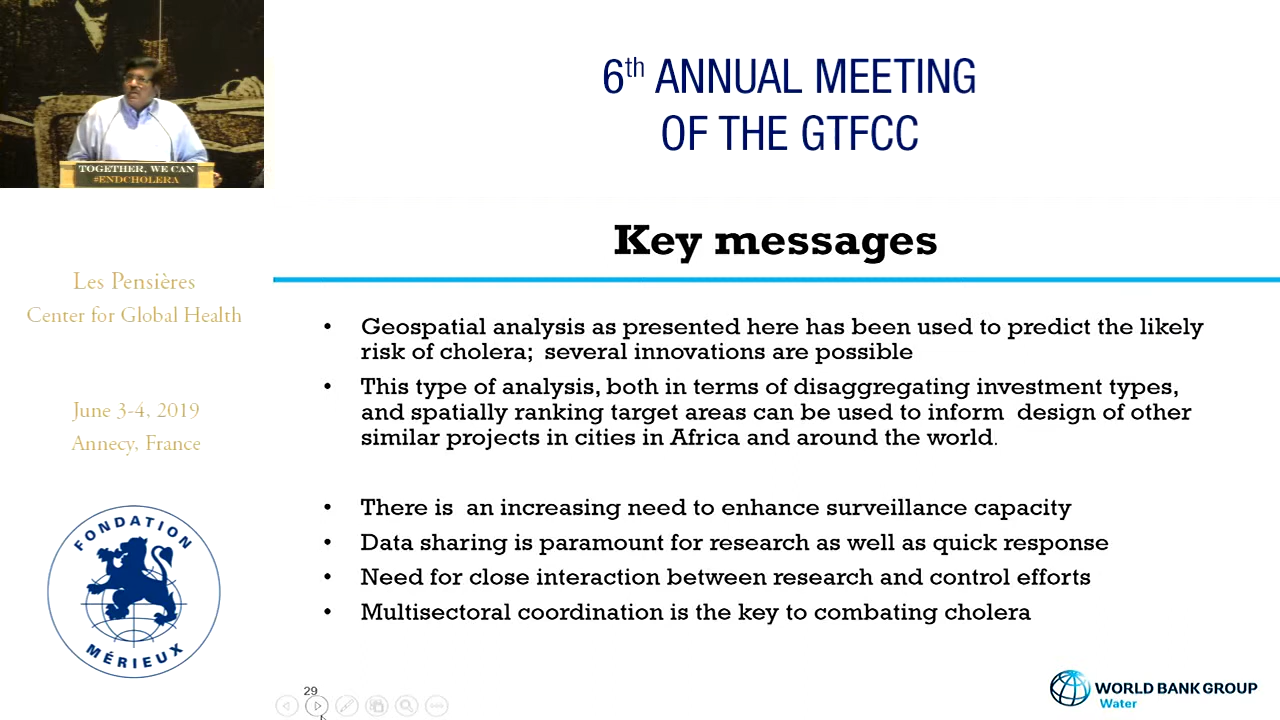 TOGETHER, WE CAN
#ENDCHOLERA
Les Pensières
Center for Global Health
June 3-4, 2019
Annecy, France
FONDATION
MÉRIEUX
6th ANNUAL MEETING
OF THE GTFCC
Key messages
• Geospatial analysis as presented here has been used to predict the likely
risk of cholera;  several innovations are possible
• This type of analysis, both in terms of disaggregating investment types,
and spatially ranking target areas can be used to inform  design of other
similar projects in cities in Africa and around the world.
• There is  an increasing need to enhance surveillance capacity
• Data sharing is paramount for research as well as quick response
• Need for close interaction between research and control efforts
• Multisectoral coordination is the key to combating cholera
29
WORLD BANK GROUP
Water